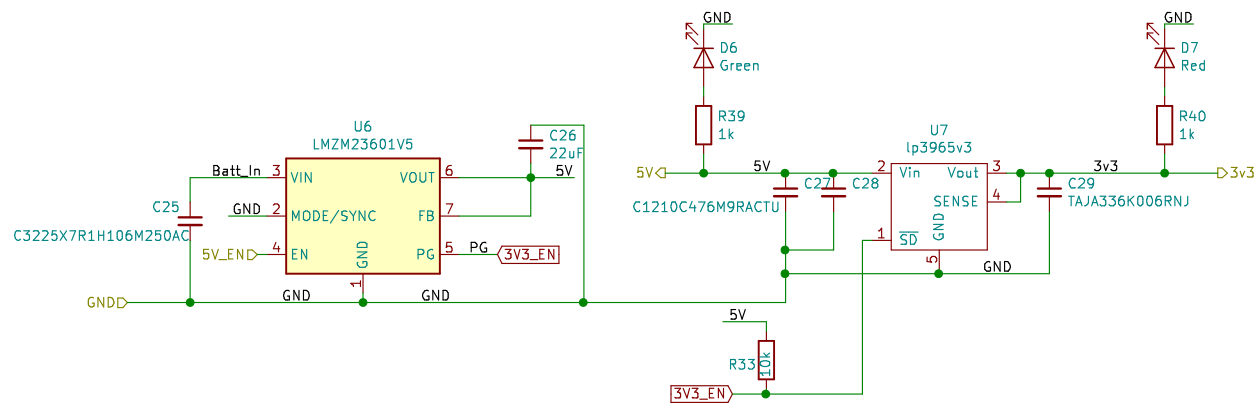 GND
D6
Green
R39
1k
GND
D7
Red
R40
1k
U6
LMZM23601V5
C26
22uF
Batt_In
3
VIN
VOUT
6
5V
C25
GND
2
MODE/SYNC
FB
7
C3225X7R1H106M250AC
5V_EN
4
EN
GND
PG
5
PG
3V3_EN
1
GND
GND
GND
U7
lp3965v3
5V
5V
2
Vin
Vout
3
3v3
3v3
C27
C28
C1210C476M9RACTU
SENSE
4
C29
TAJA336K006RNJ
1
SD
GND
5
GND
5V
R33
10k
3V3_EN